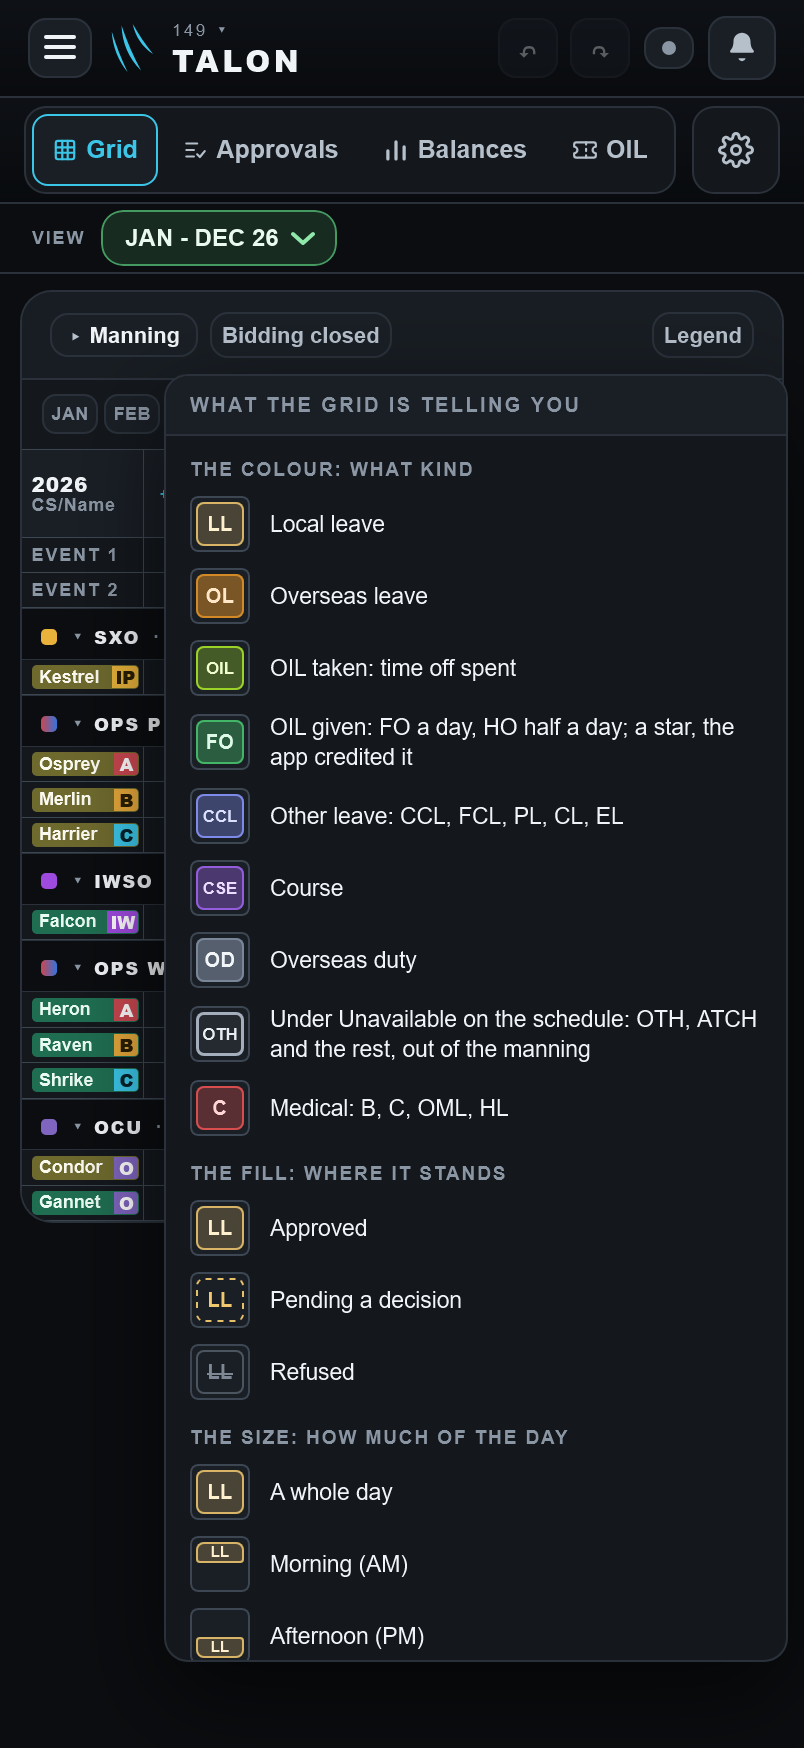 149 ▾
TALON
Grid
Approvals
Balances
OIL
VIEW
JAN - DEC 26
▸ Manning
Bidding closed
Legend
JAN
FEB
2026
CS/Name
EVENT 1
EVENT 2
▾ SXO ·
Kestrel IP
▾ OPS P
Osprey A
Merlin B
Harrier C
▾ IWSO
Falcon IW
▾ OPS W
Heron A
Raven B
Shrike C
▾ OCU ·
Condor O
Gannet O
WHAT THE GRID IS TELLING YOU
THE COLOUR: WHAT KIND
LL Local leave
OL Overseas leave
OIL OIL taken: time off spent
FO OIL given: FO a day, HO half a day; a star, the
app credited it
CCL Other leave: CCL, FCL, PL, CL, EL
CSE Course
OD Overseas duty
OTH Under Unavailable on the schedule: OTH, ATCH
and the rest, out of the manning
C Medical: B, C, OML, HL
THE FILL: WHERE IT STANDS
LL Approved
LL Pending a decision
LL Refused
THE SIZE: HOW MUCH OF THE DAY
LL A whole day
LL Morning (AM)
LL Afternoon (PM)